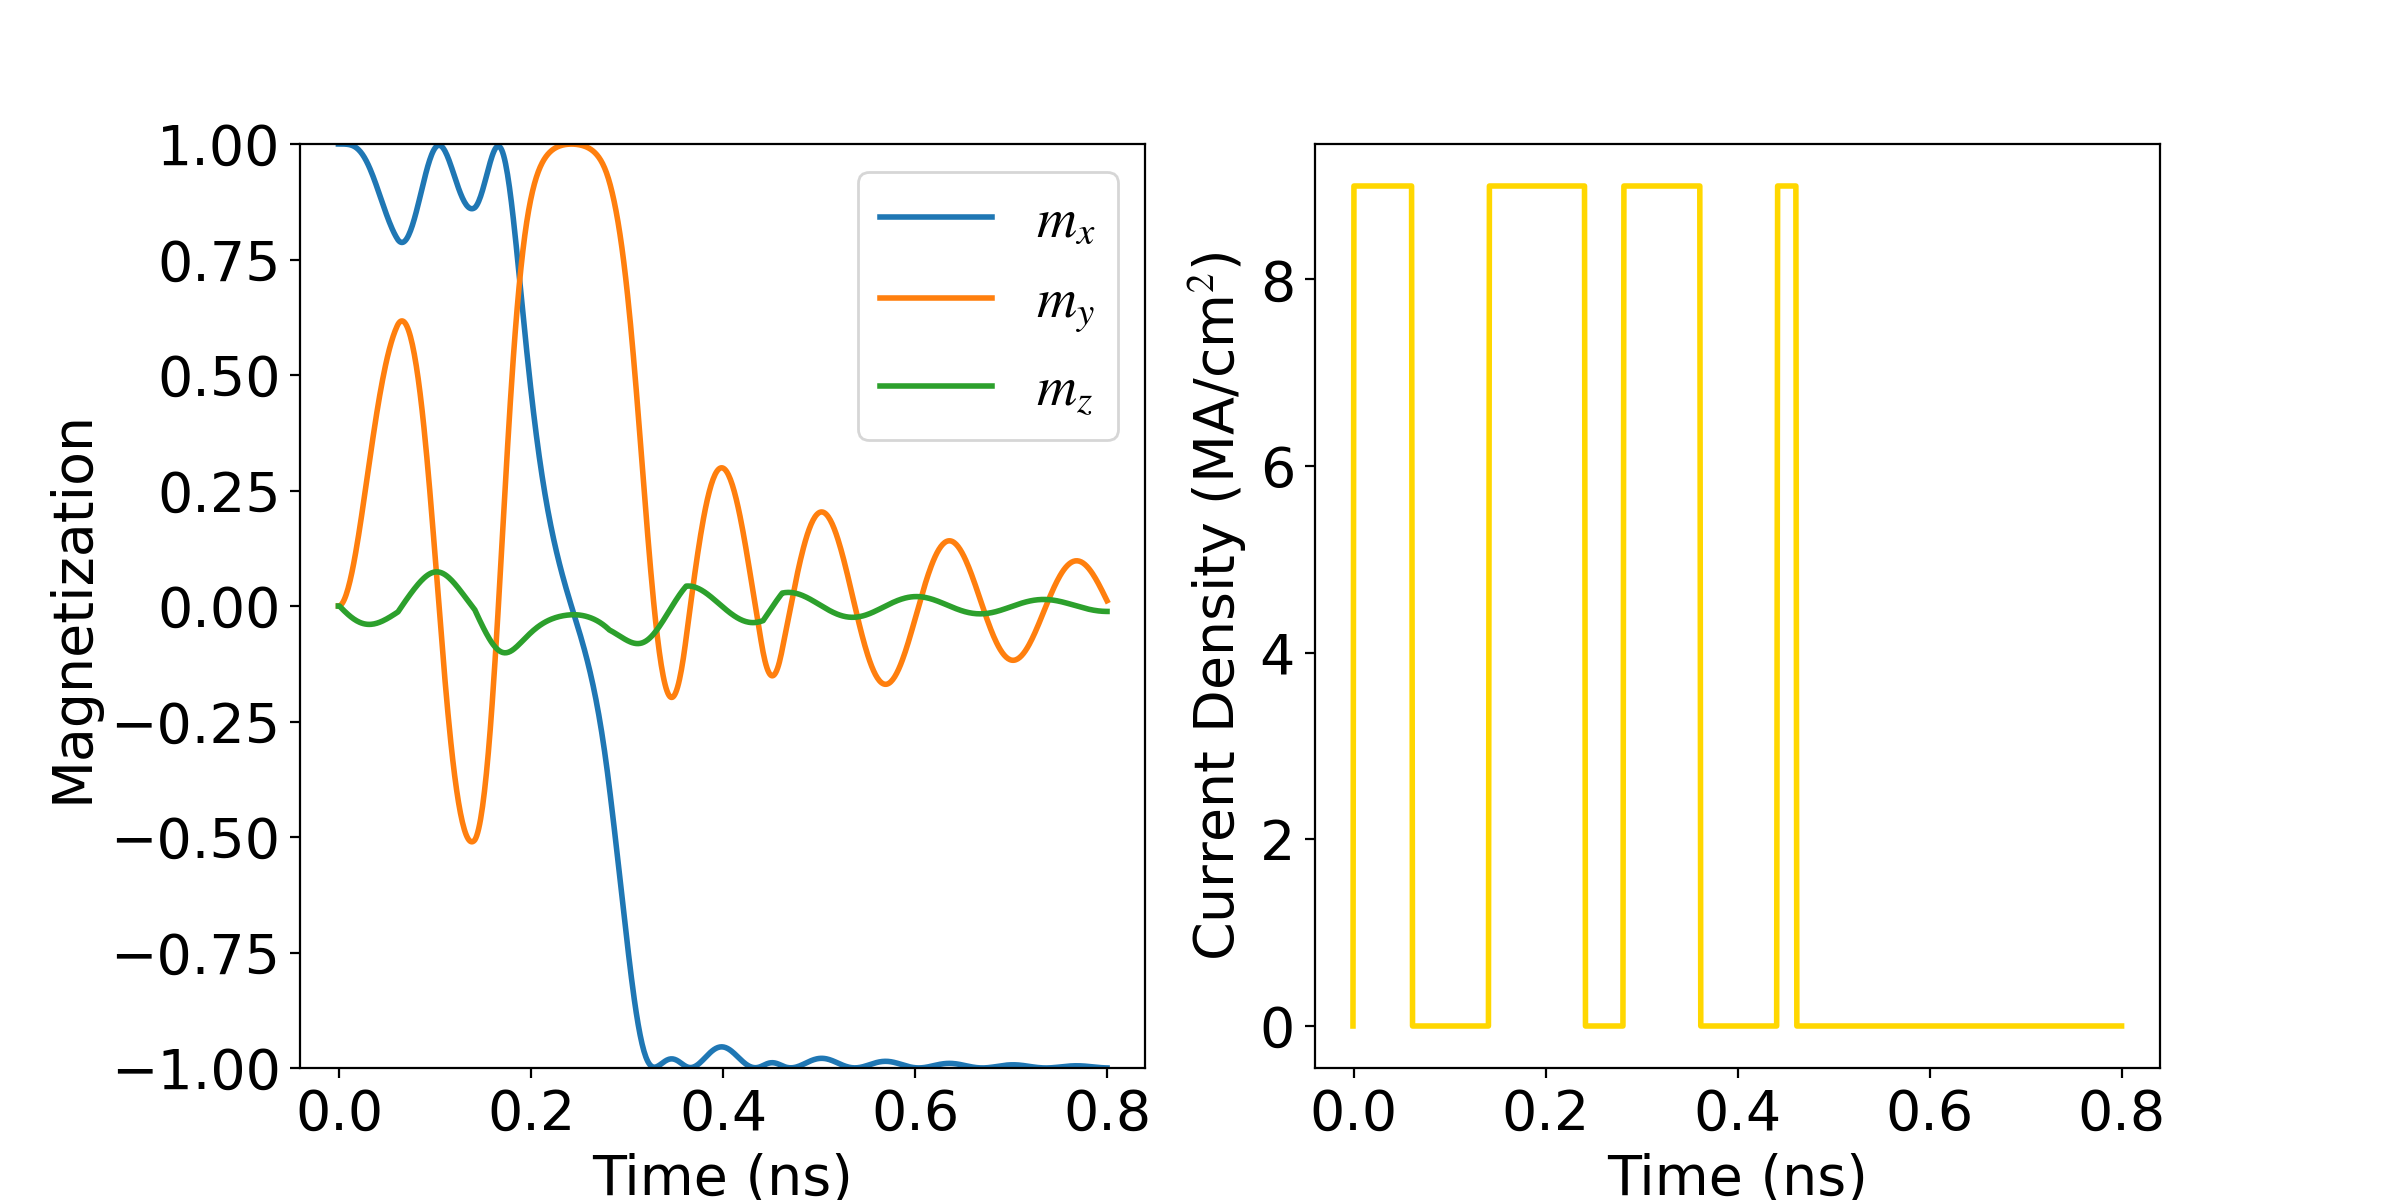 Magnetization
1.00
0.75
0.50
0.25
0.00
−0.25
−0.50
−0.75
−1.00
0.0 0.2 0.4 0.6 0.8
Time (ns)
m_x
m_y
m_z
Current Density (MA/cm²)
8
6
4
2
0
0.0 0.2 0.4 0.6 0.8
Time (ns)